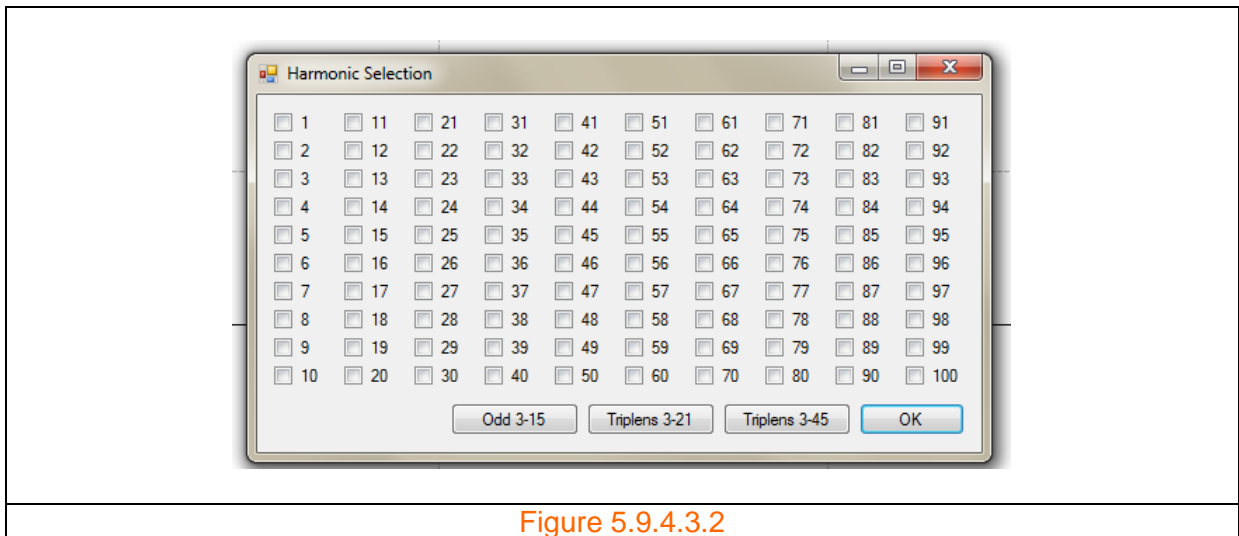 Harmonic Selection
1 11 21 31 41 51 61 71 81 91
2 12 22 32 42 52 62 72 82 92
3 13 23 33 43 53 63 73 83 93
4 14 24 34 44 54 64 74 84 94
5 15 25 35 45 55 65 75 85 95
6 16 26 36 46 56 66 76 86 96
7 17 27 37 47 57 67 77 87 97
8 18 28 38 48 58 68 78 88 98
9 19 29 39 49 59 69 79 89 99
10 20 30 40 50 60 70 80 90 100
Odd 3-15 Triplens 3-21 Triplens 3-45 OK
Figure 5.9.4.3.2